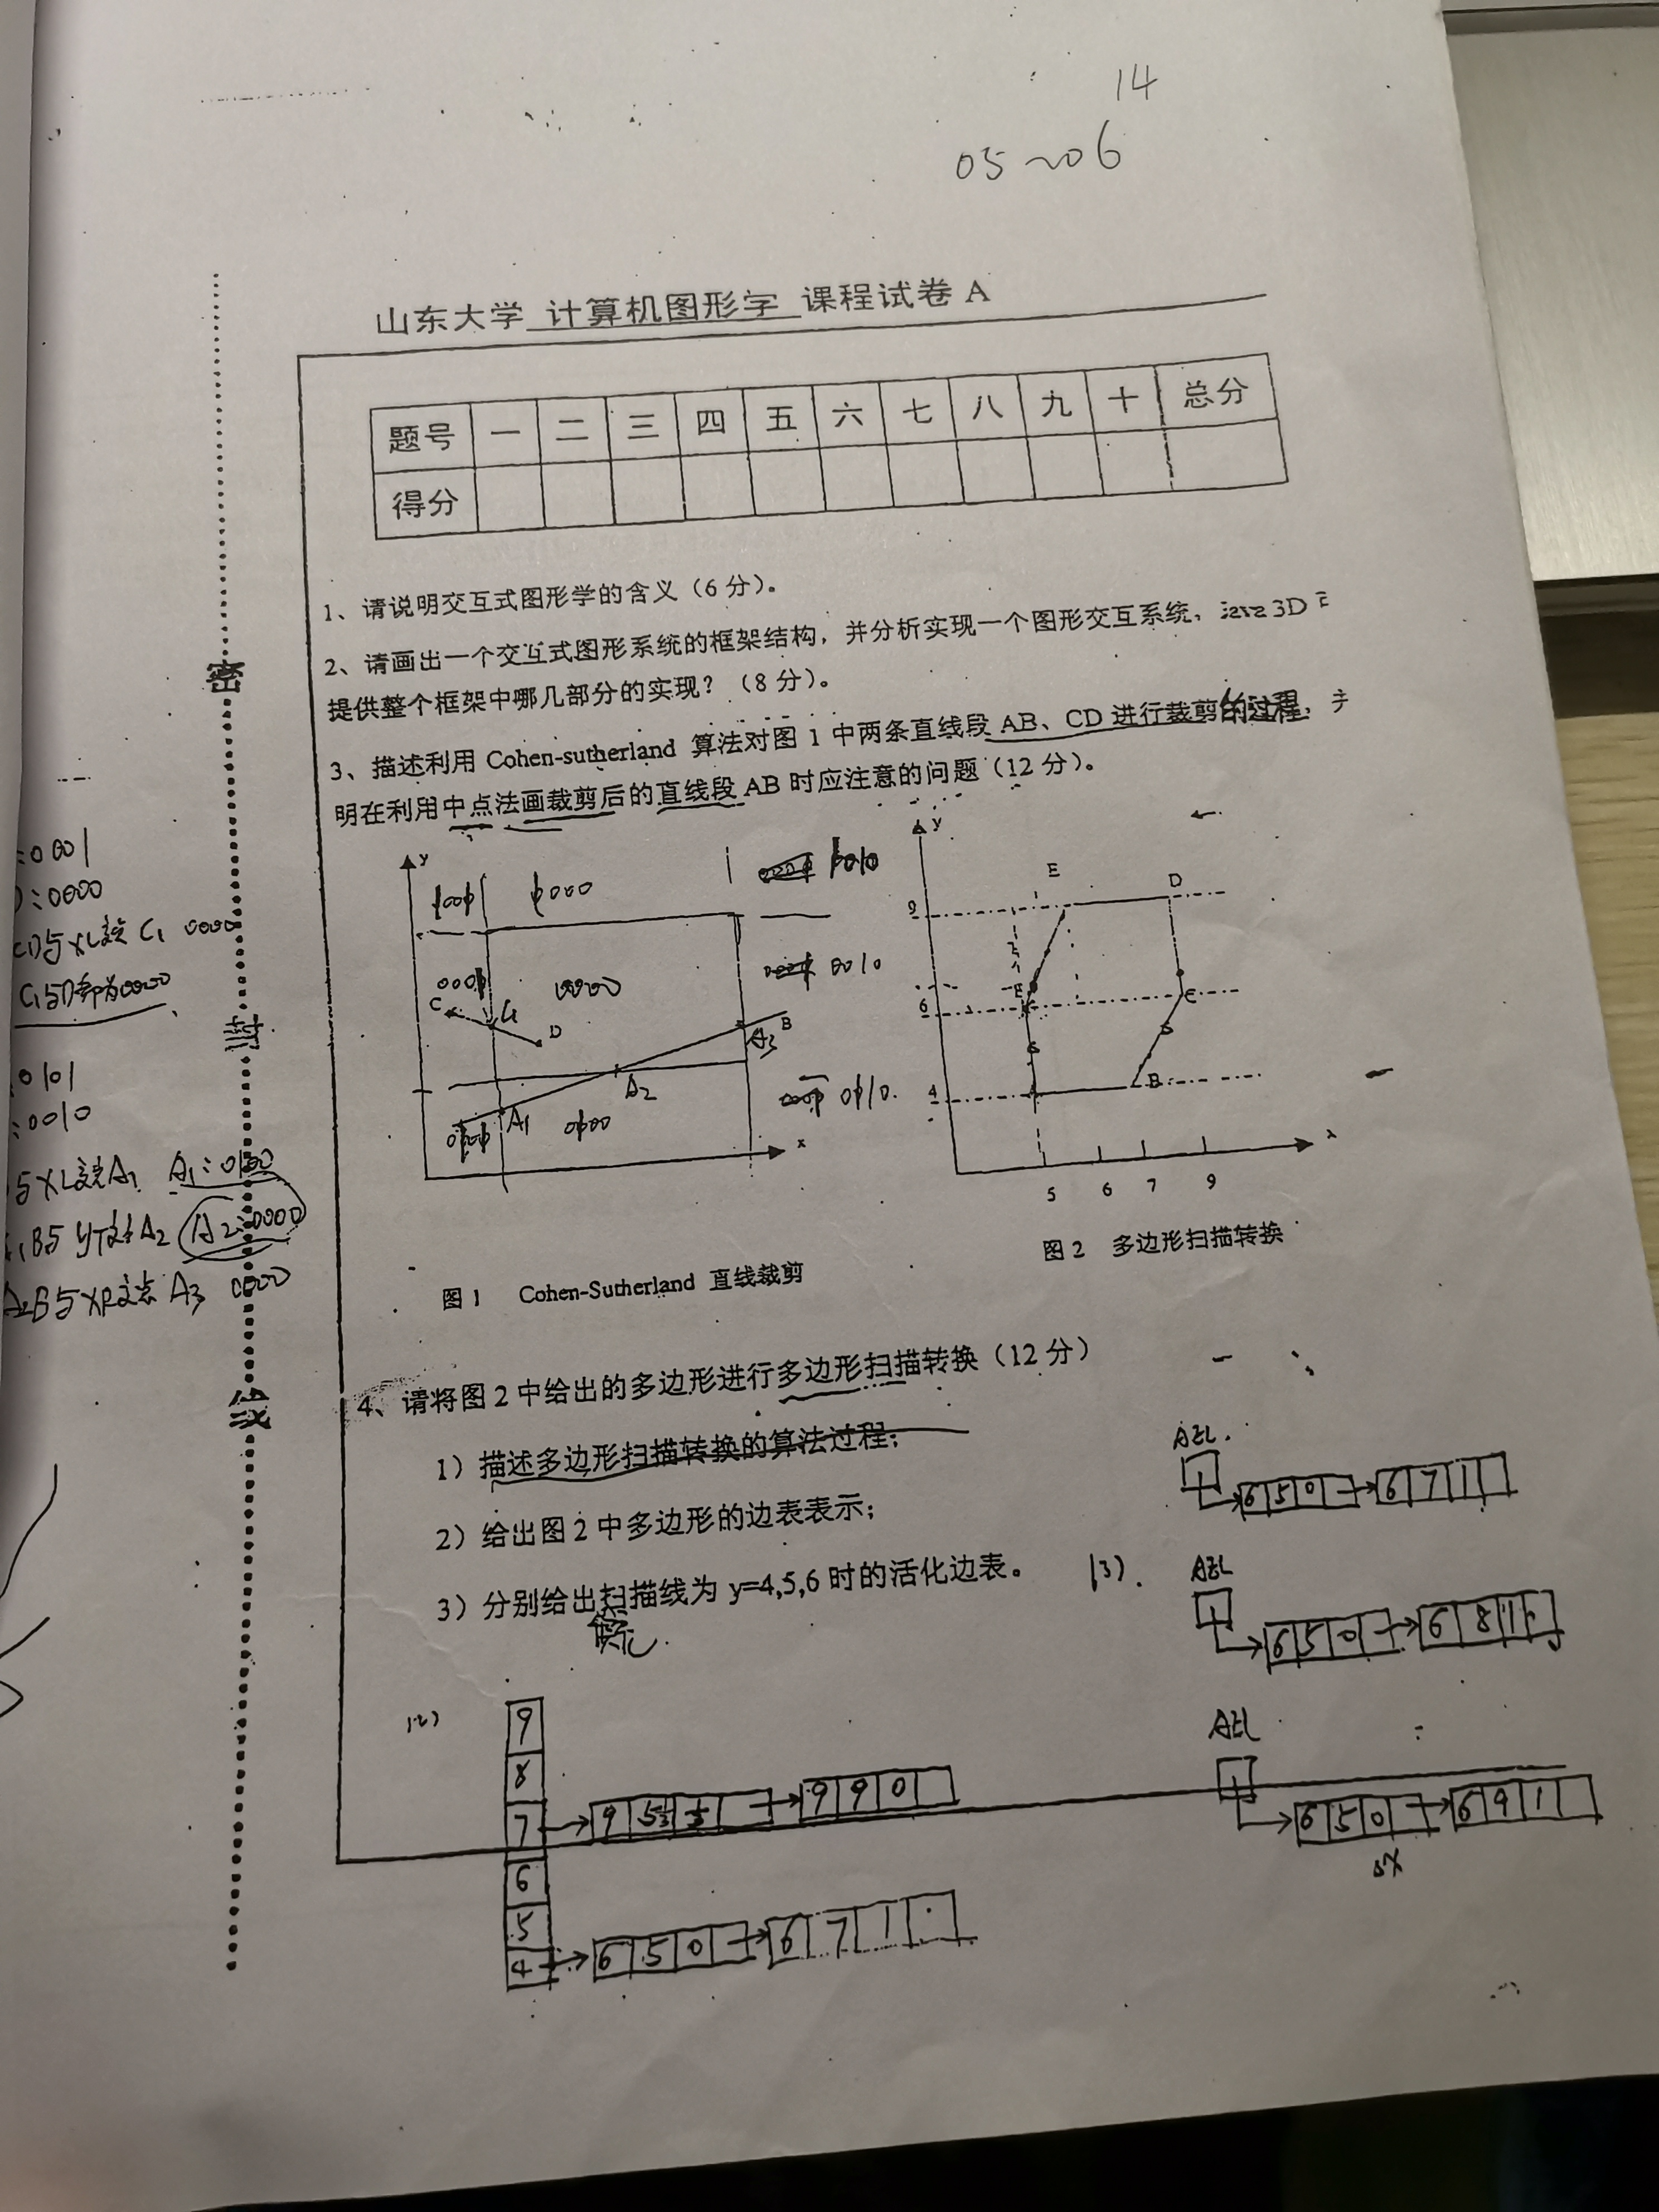 14
05~06
山东大学 计算机图形学 课程试卷 A
题号 一 二 三 四 五 六 七 八 九 十 总分
得分
1、请说明交互式图形学的含义(6 分)。
2、请画出一个交互式图形系统的框架结构,并分析实现一个图形交互系统,java 3D
提供整个框架中哪几部分的实现?(8 分)。
3、描述利用 Cohen-sutherland 算法对图 1 中两条直线段 AB、CD 进行裁剪的过程,
明在利用中点法画裁剪后的直线段 AB 时应注意的问题(12 分)。
密
封
线
:0001
D:0000
CD与XL交 C1 0000
C1与D都为0000
0101
:0010
与XL交A1 A1:0100
A1B与 A2 A2:0000
A2B与XR交点 A3 0000
y
1000
1010
0000
0010
C
C1
D
B
A3
A2
A1
0100
0110
x
y
E
D
9
6
C
4
B
5 6 7 9
图 1 Cohen-Sutherland 直线裁剪
图 2 多边形扫描转换
4、请将图 2 中给出的多边形进行多边形扫描转换(12 分)
1)描述多边形扫描转换的算法过程;
2)给出图 2 中多边形的边表表示;
3)分别给出扫描线为 y=4,5,6 时的活化边表。
AEL
6 5 0 6 7 1
(3).
AEL
6 5 0 6 8 1
AEL
6 5 0 6 9 1
ΔX
(2)
9
8
7 9 9 9 0
6
5
4 6 5 0 6 7 1